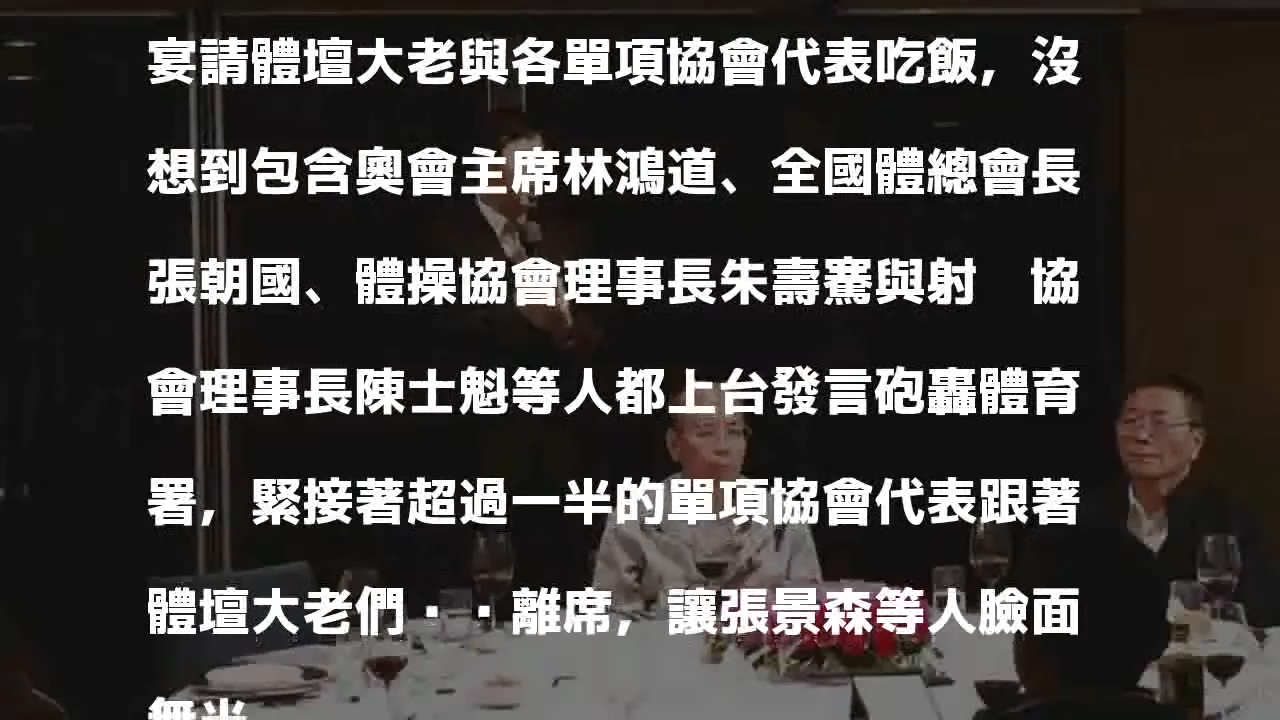 宴請體壇大老與各單項協會代表吃飯，沒
想到包含奧會主席林鴻道、全國體總會長
張朝國、體操協會理事長朱壽騫與射　協
會理事長陳士魁等人都上台發言砲轟體育
署，緊接著超過一半的單項協會代表跟著
體壇大老們··離席，讓張景森等人臉面
無光